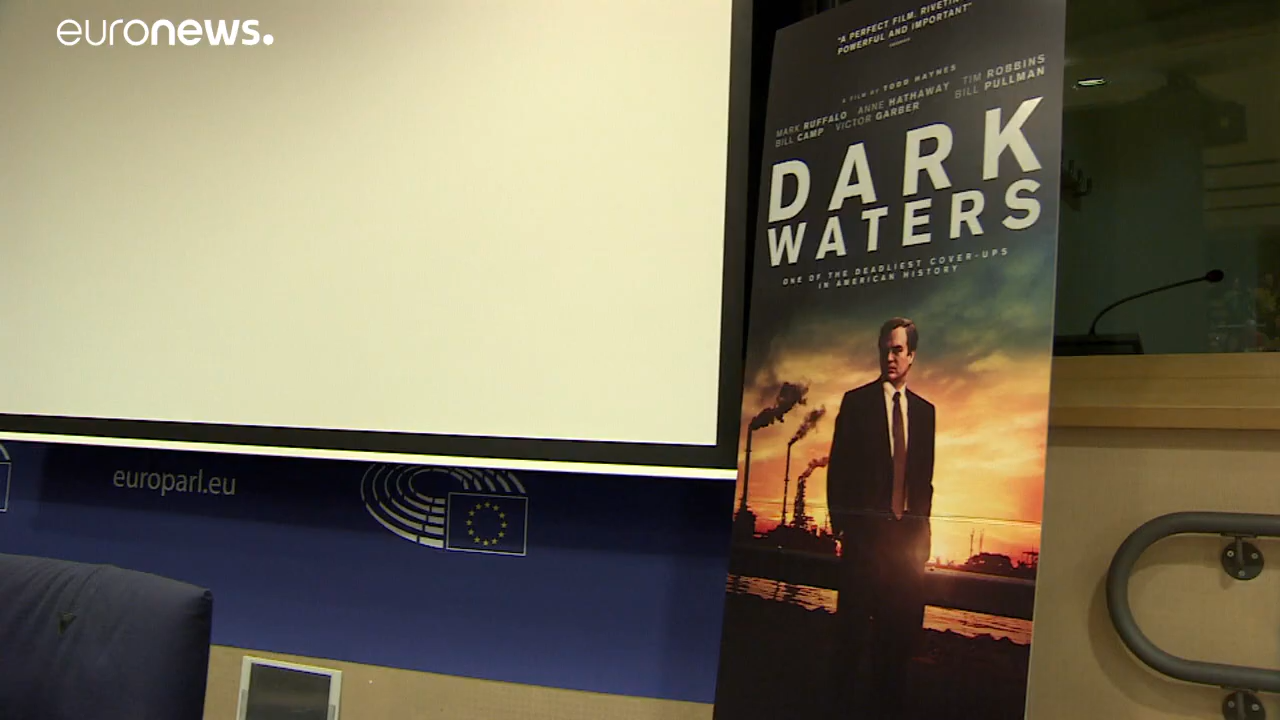 euronews.
"A PERFECT FILM. RIVETIN
POWERFUL AND IMPORTANT"
A FILM BY TODD HAYNES
MARK RUFFALO ANNE HATHAWAY TIM ROBBINS
BILL CAMP VICTOR GARBER BILL PULLMAN
DARK
WATERS
ONE OF THE DEADLIEST COVER-UPS
IN AMERICAN HISTORY
europarl.eu